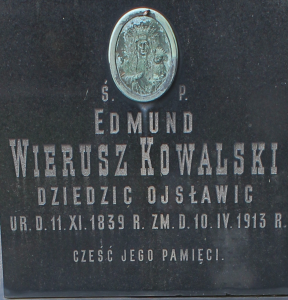 Ś. P.
EDMUND
WIERUSZ KOWALSKI
DZIEDZIC OJSŁAWIC
UR. D. 11. XI. 1839 R. ZM. D. 10. IV. 1913 R.
CZEŚĆ JEGO PAMIĘCI.